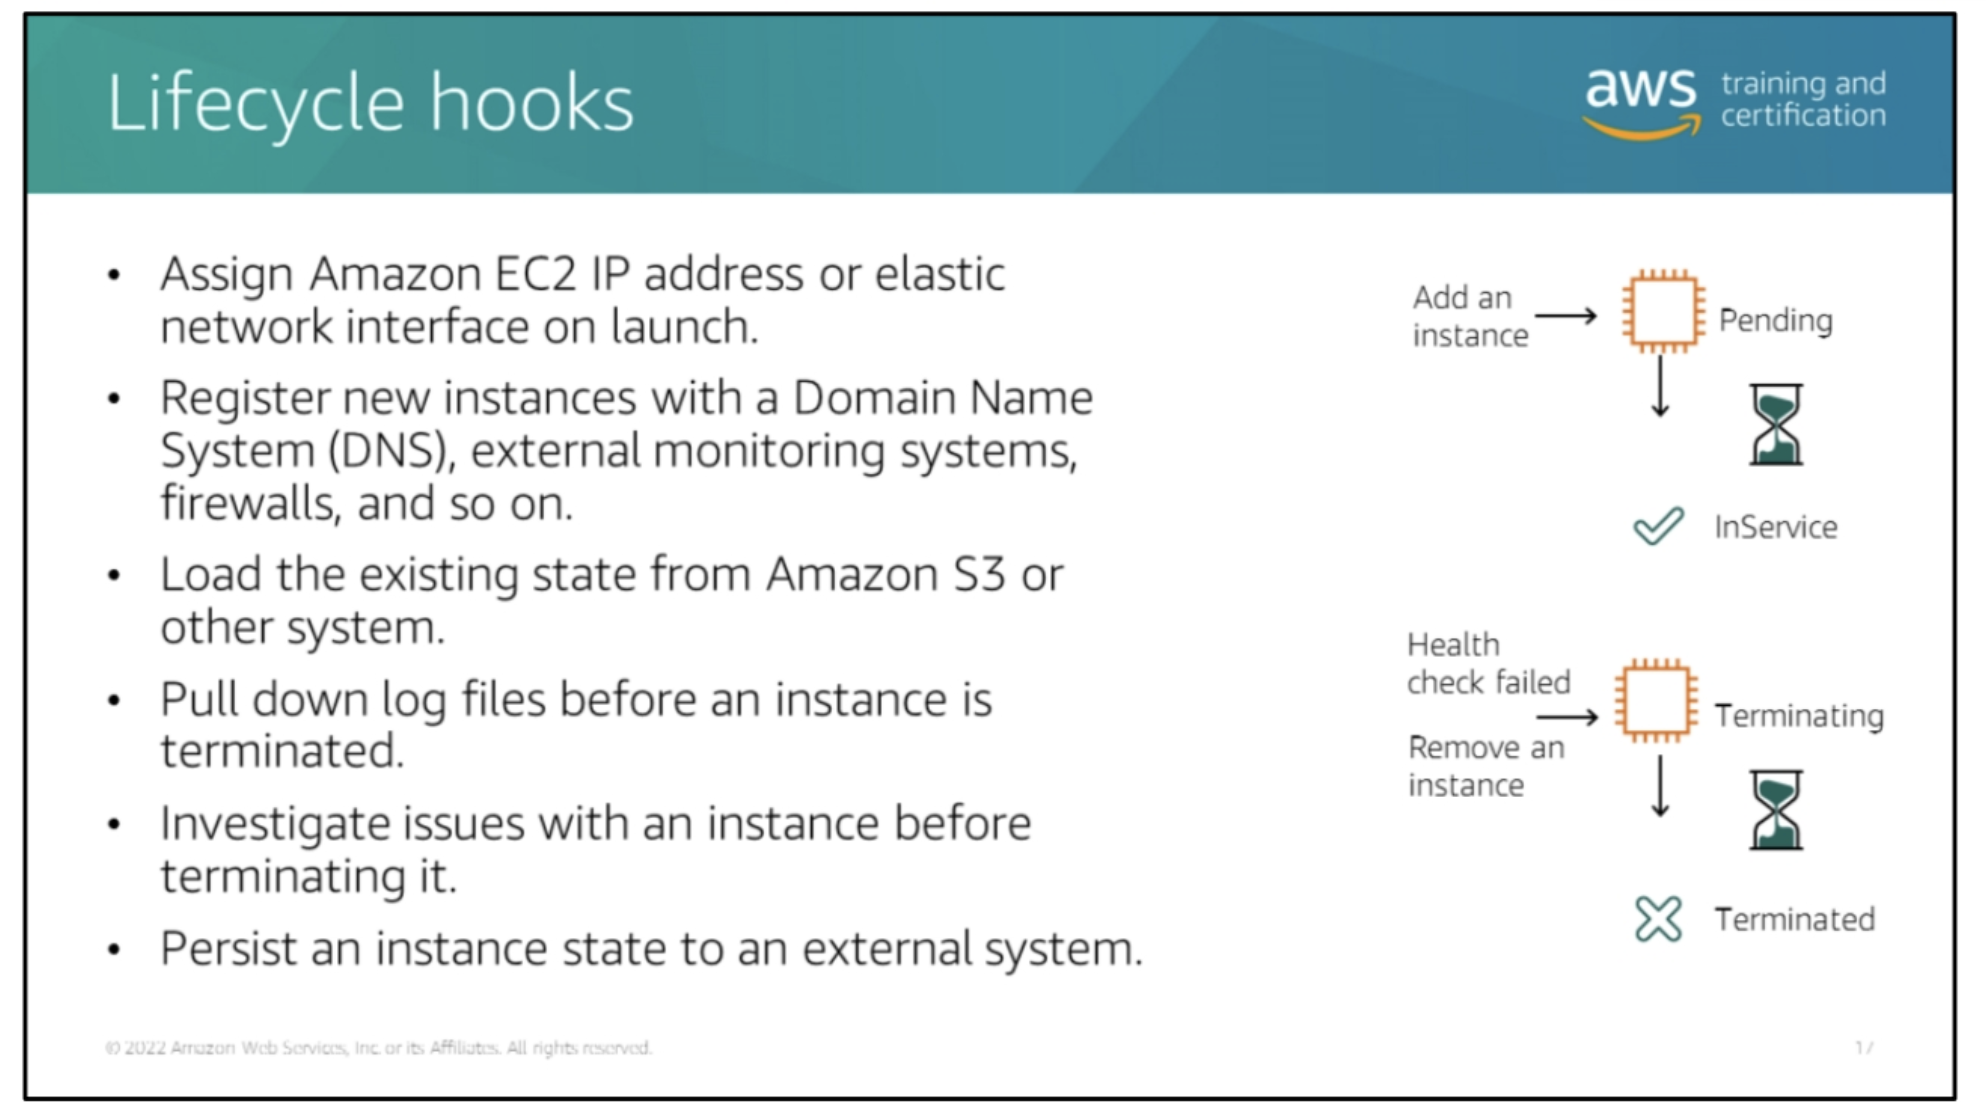 Lifecycle hooks
aws training and
certification
• Assign Amazon EC2 IP address or elastic
network interface on launch.
• Register new instances with a Domain Name
System (DNS), external monitoring systems,
firewalls, and so on.
• Load the existing state from Amazon S3 or
other system.
• Pull down log files before an instance is
terminated.
• Investigate issues with an instance before
terminating it.
• Persist an instance state to an external system.
Add an
instance
Pending
InService
Health
check failed
Remove an
instance
Terminating
Terminated
© 2022 Amazon Web Services, Inc. or its Affiliates. All rights reserved.
17